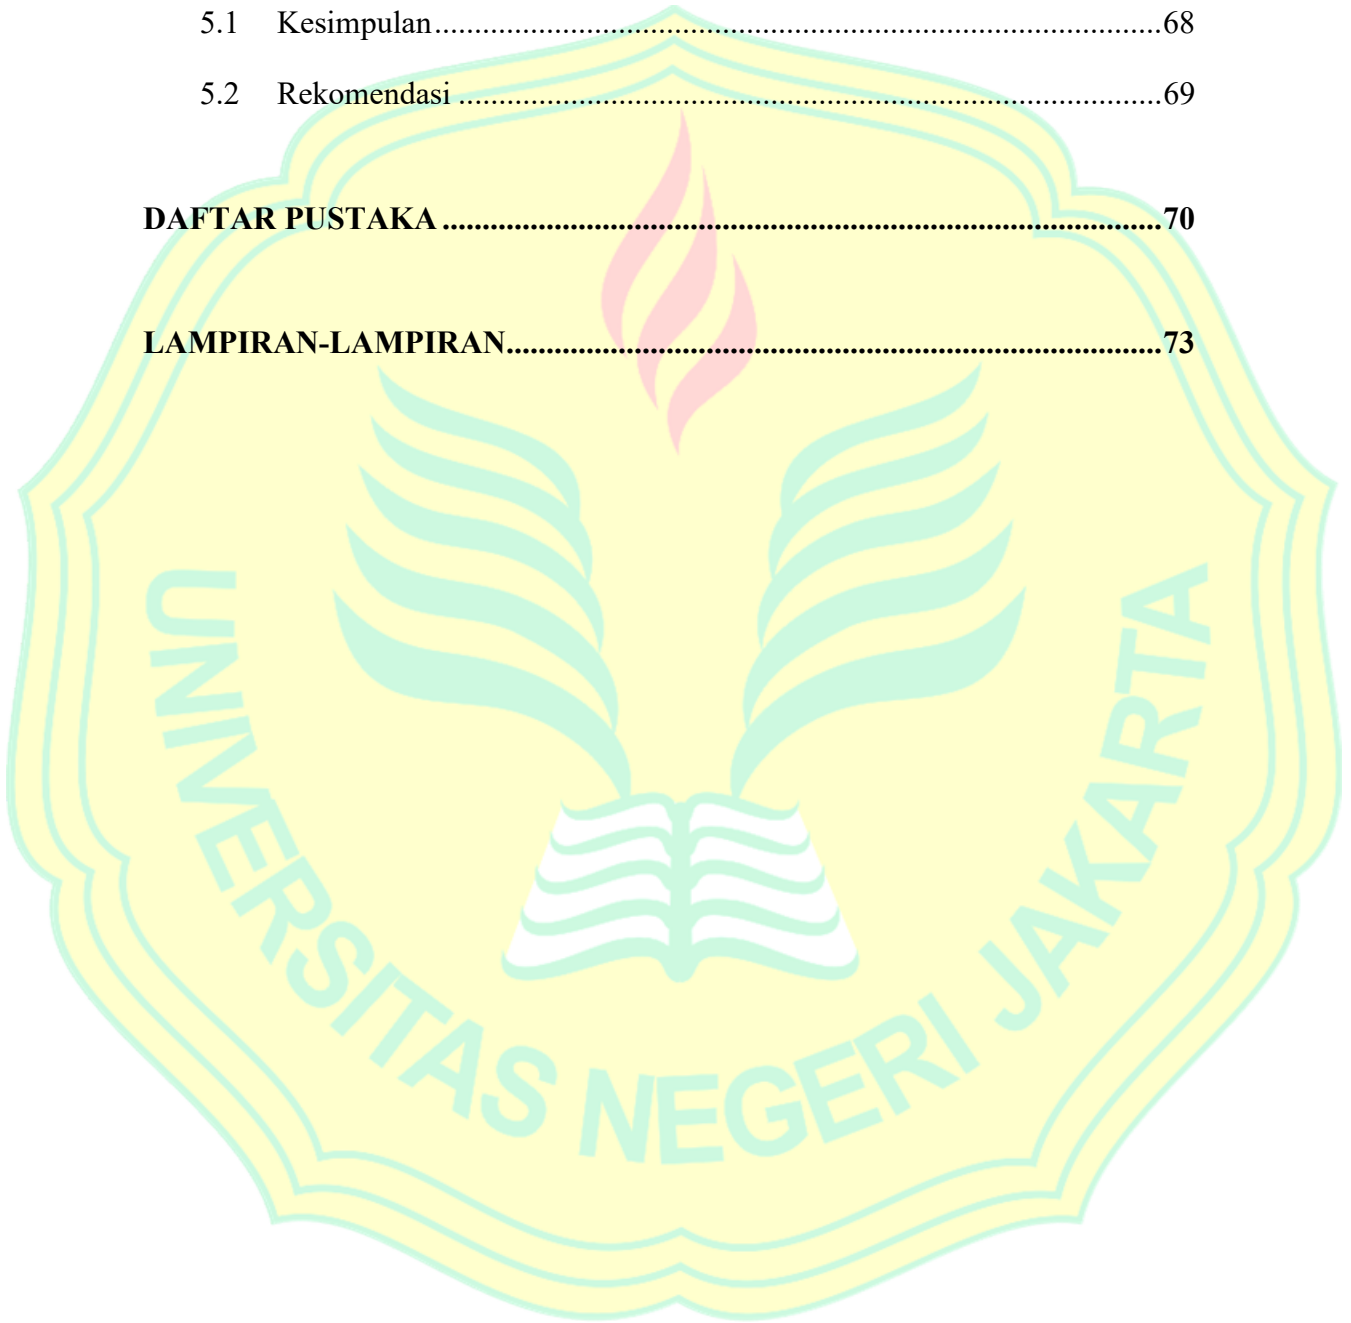 5.1 Kesimpulan..........................................................................................68
5.2 Rekomendasi .......................................................................................69
DAFTAR PUSTAKA ..........................................................................................70
LAMPIRAN-LAMPIRAN..................................................................................73
UNIVERSITAS NEGERI JAKARTA